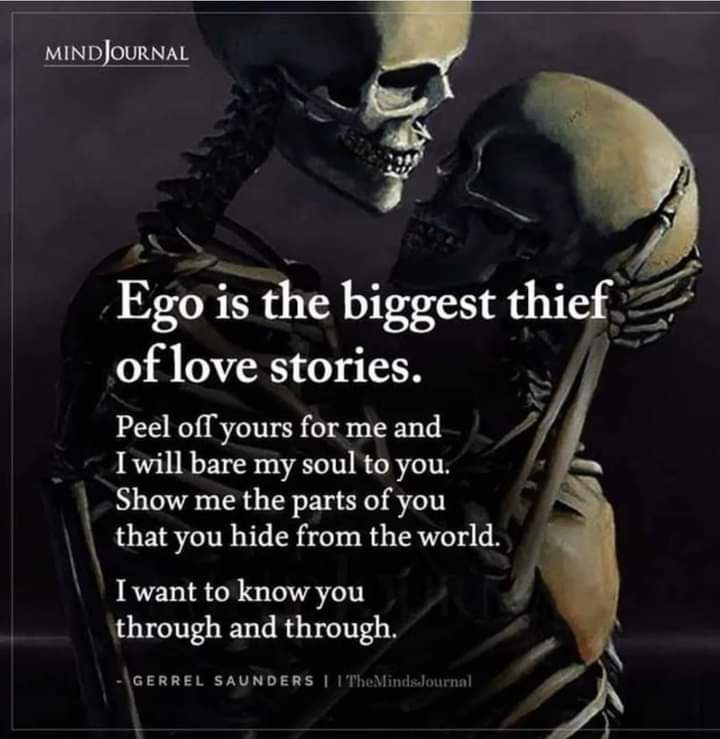 MINDJOURNAL
Ego is the biggest thief
of love stories.
Peel off yours for me and
I will bare my soul to you.
Show me the parts of you
that you hide from the world.
I want to know you
through and through.
- GERREL SAUNDERS | | TheMindsJournal